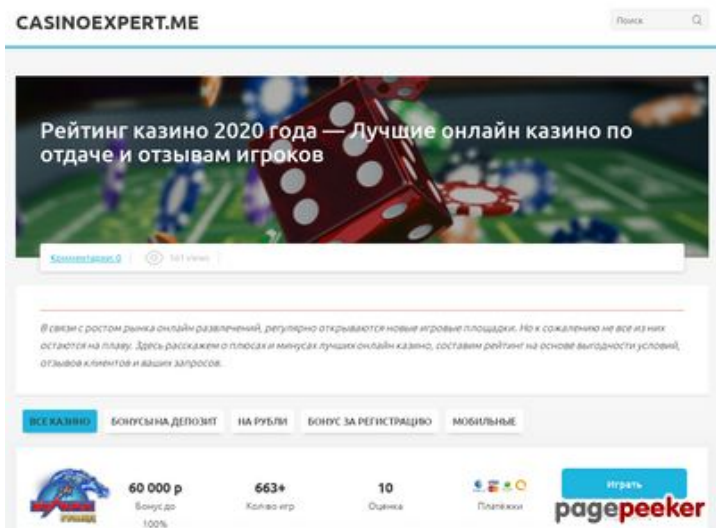 CASINOEXPERT.ME
Поиск
Рейтинг казино 2020 года — Лучшие онлайн казино по
отдаче и отзывам игроков
Комментарии: 0
561 views
В связи с ростом рынка онлайн развлечений, регулярно открываются новые игровые площадки. Но к сожалению не все из них
остаются на плаву. Здесь расскажем о плюсах и минусах лучших онлайн казино, составим рейтинг на основе выгодности условий,
отзывов клиентов и ваших запросов.
ВСЕ КАЗИНО БОНУСЫ НА ДЕПОЗИТ НА РУБЛИ БОНУС ЗА РЕГИСТРАЦИЮ МОБИЛЬНЫЕ
60 000 р 663+ 10 Играть
Бонус до Кол-во игр Оценка Платежки
100%
pagepeeker